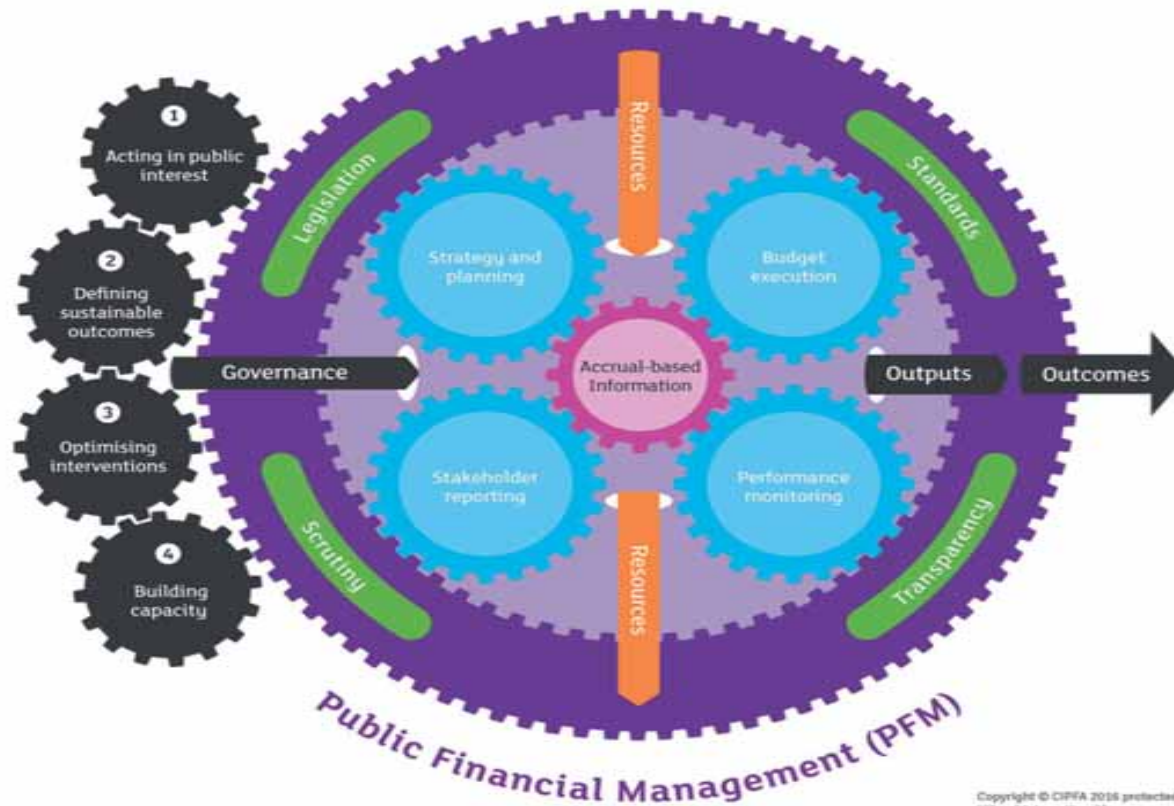 1
Acting in public
interest
2
Defining
sustainable
outcomes
3
Optimising
interventions
4
Building
capacity
Governance
Legislation
Resources
Standards
Strategy and
planning
Budget
execution
Accrual-based
Information
Outputs
Outcomes
Stakeholder
reporting
Performance
monitoring
Scrutiny
Resources
Transparency
Public Financial Management (PFM)
Copyright © CIPFA 2016 protected